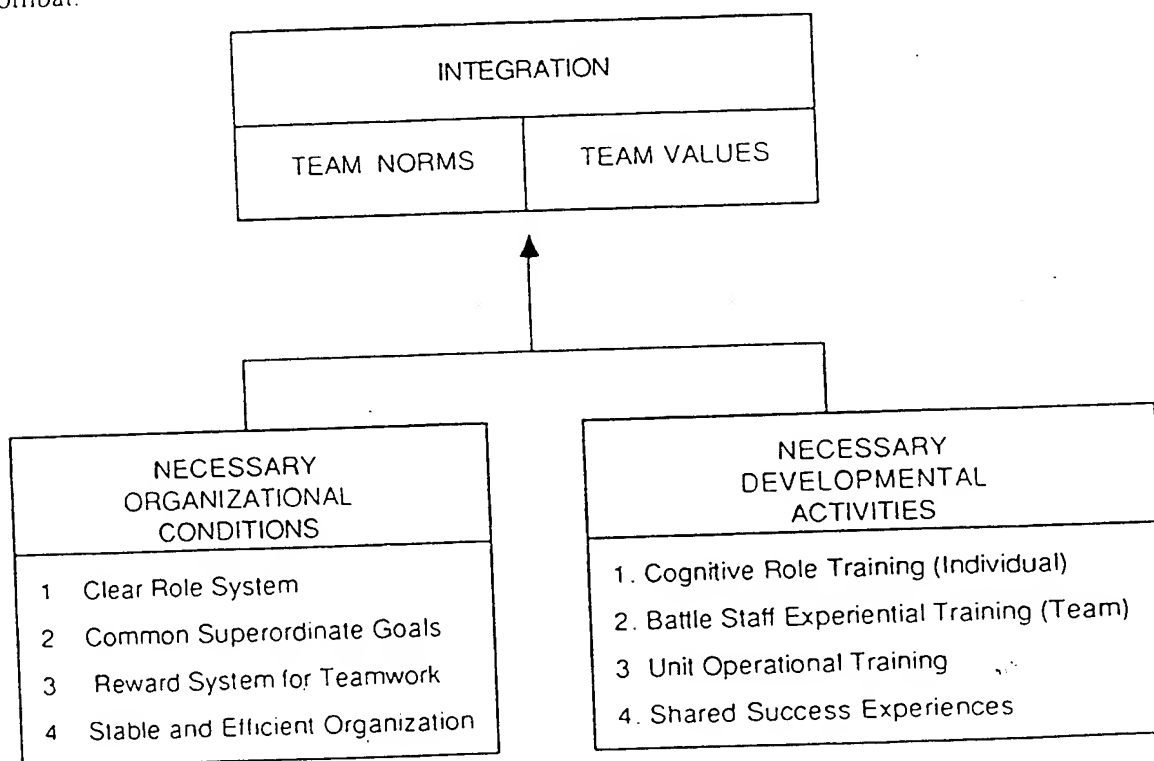 ombat.
INTEGRATION
TEAM NORMS
TEAM VALUES
NECESSARY
ORGANIZATIONAL
CONDITIONS
1 Clear Role System
2 Common Superordinate Goals
3 Reward System for Teamwork
4 Stable and Efficient Organization
NECESSARY
DEVELOPMENTAL
ACTIVITIES
1. Cognitive Role Training (Individual)
2. Battle Staff Experiential Training (Team)
3 Unit Operational Training
4. Shared Success Experiences